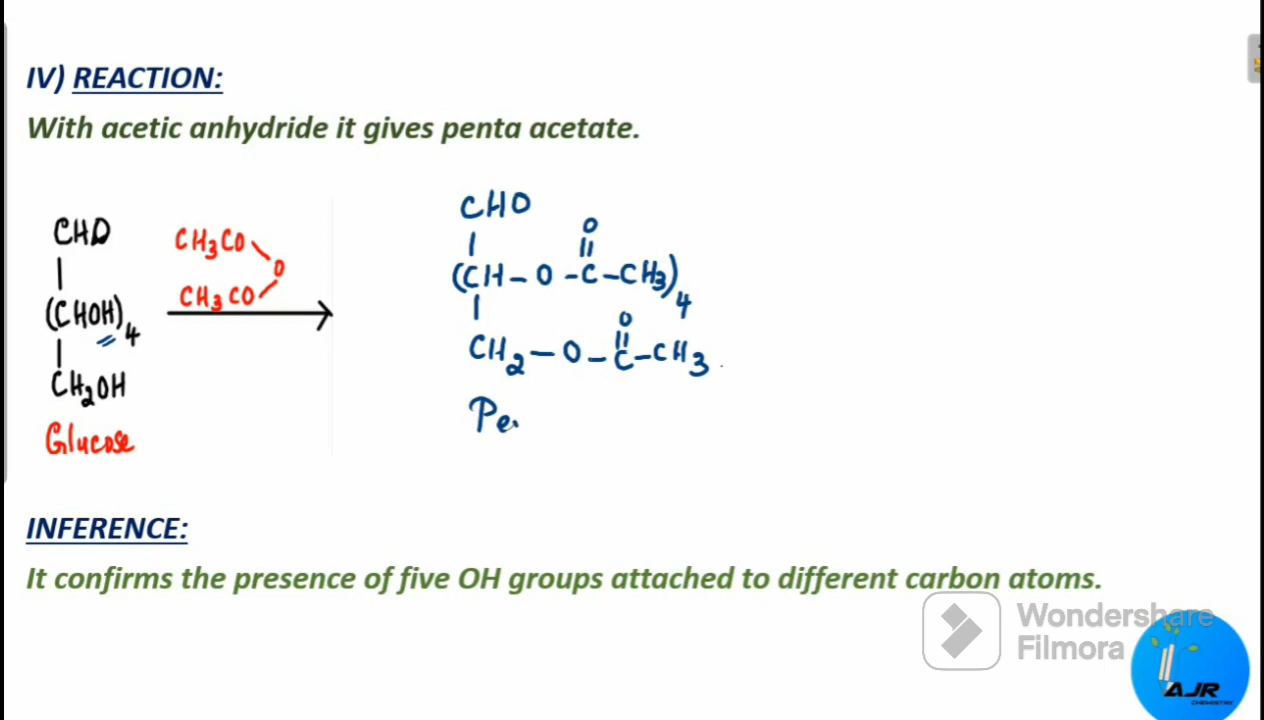 IV) REACTION:
With acetic anhydride it gives penta acetate.
CHO
|
(CHOH)4
|
CH2OH
Glucose
CH3CO
O
CH3CO
CHO
|
O
||
(CH-O-C-CH3)4
|
O
||
CH2-O-C-CH3
Pe
INFERENCE:
It confirms the presence of five OH groups attached to different carbon atoms.
Wondershare
Filmora
AJR
CHEMISTRY